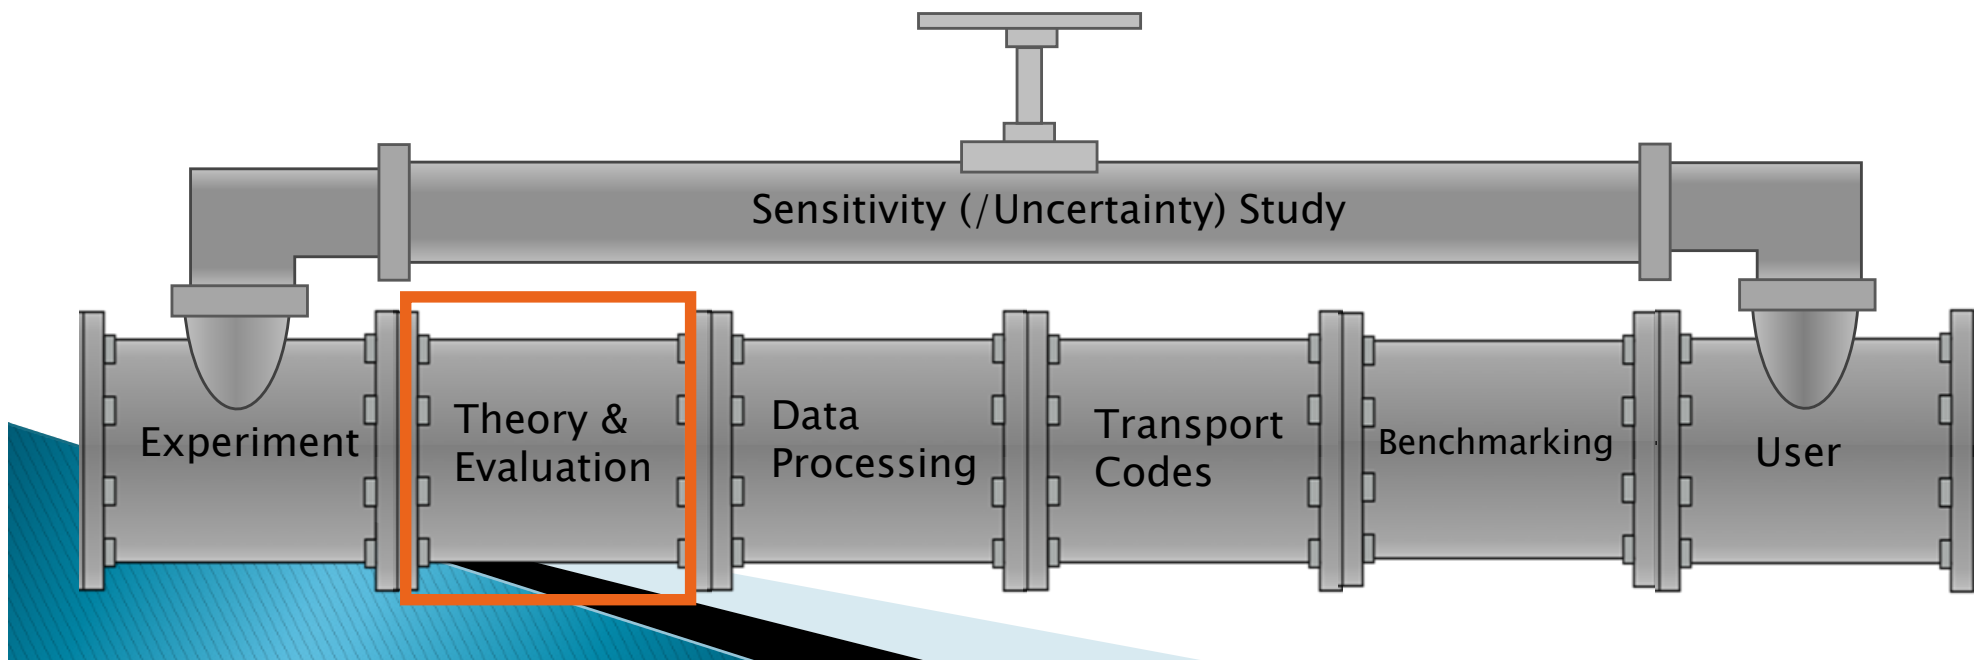 Sensitivity (/Uncertainty) Study
Experiment
Theory &
Evaluation
Data
Processing
Transport
Codes
Benchmarking
User